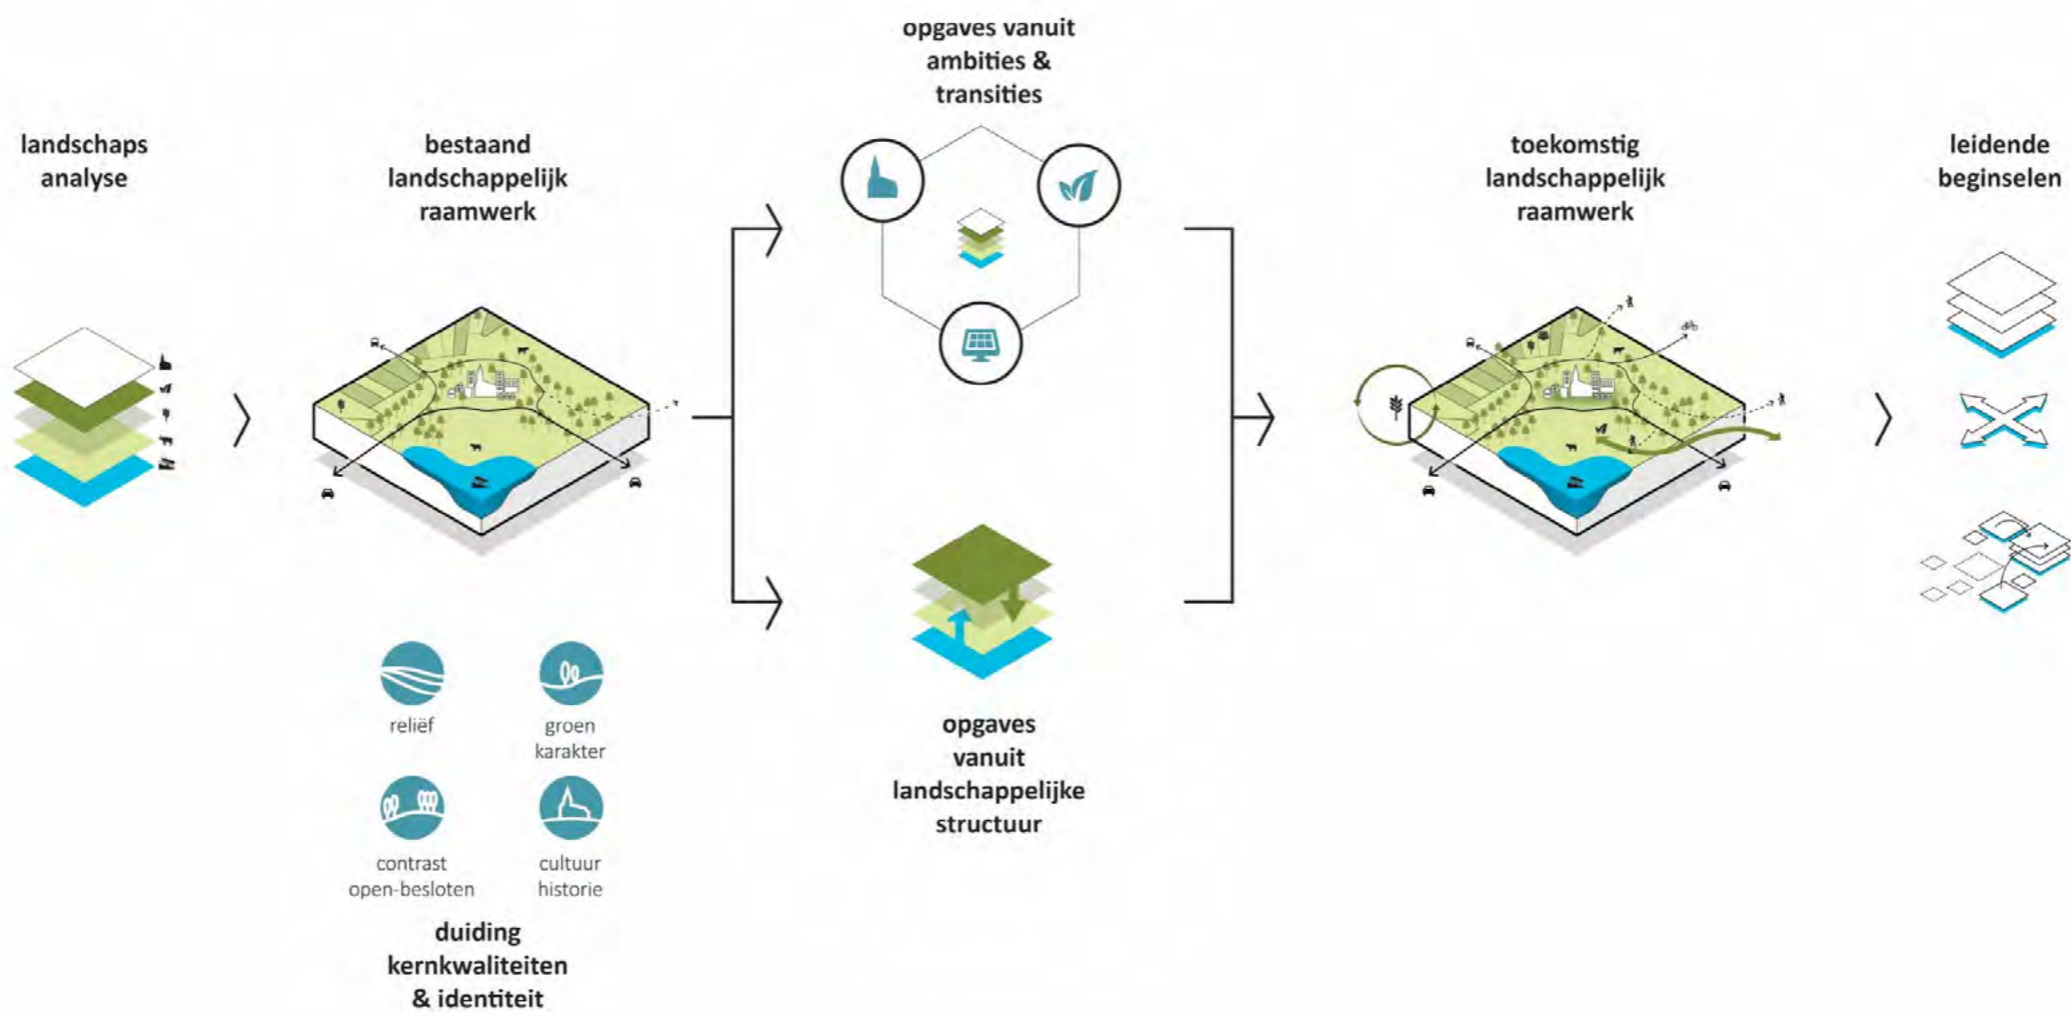 landschaps
analyse
bestaand
landschappelijk
raamwerk
reliëf
groen
karakter
contrast
open-besloten
cultuur
historie
duiding
kernkwaliteiten
& identiteit
opgaves vanuit
ambities &
transities
opgaves
vanuit
landschappelijke
structuur
toekomstig
landschappelijk
raamwerk
leidende
beginselen